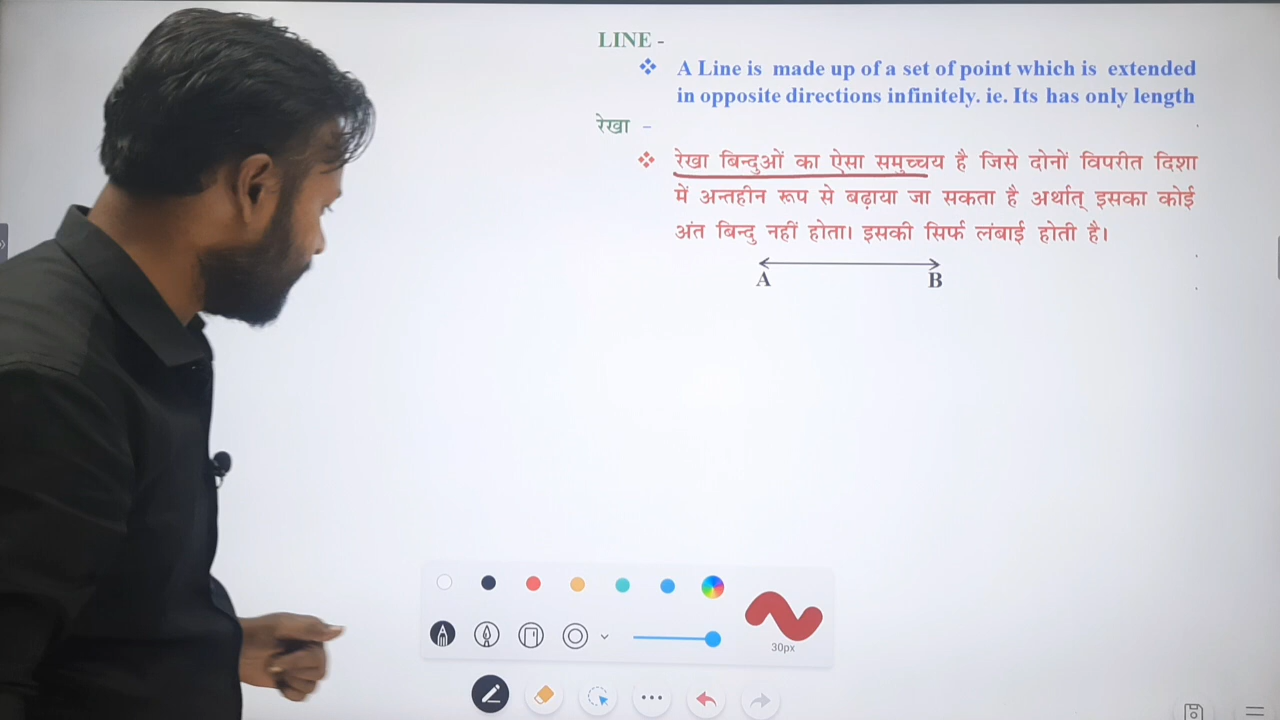 LINE -
❖ A Line is made up of a set of point which is extended
in opposite directions infinitely. ie. Its has only length
रेखा -
❖ रेखा बिन्दुओं का ऐसा समुच्चय है जिसे दोनों विपरीत दिशा
में अन्तहीन रूप से बढ़ाया जा सकता है अर्थात् इसका कोई
अंत बिन्दु नहीं होता। इसकी सिर्फ लंबाई होती है।
A B
30px